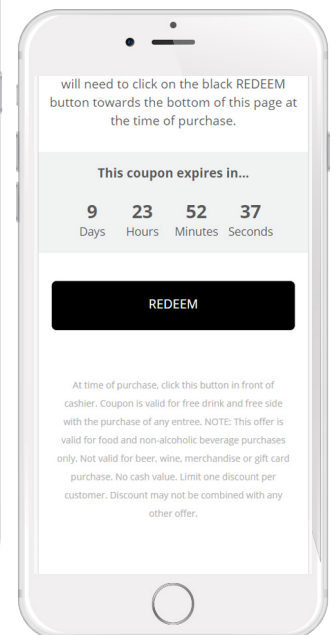 will need to click on the black REDEEM
button towards the bottom of this page at
the time of purchase.
This coupon expires in...
9 23 52 37
Days Hours Minutes Seconds
REDEEM
At time of purchase, click this button in front of
cashier. Coupon is valid for free drink and free side
with the purchase of any entree. NOTE: This offer is
valid for food and non-alcoholic beverage purchases
only. Not valid for beer, wine, merchandise or gift card
purchase. No cash value. Limit one discount per
customer. Discount may not be combined with any
other offer.